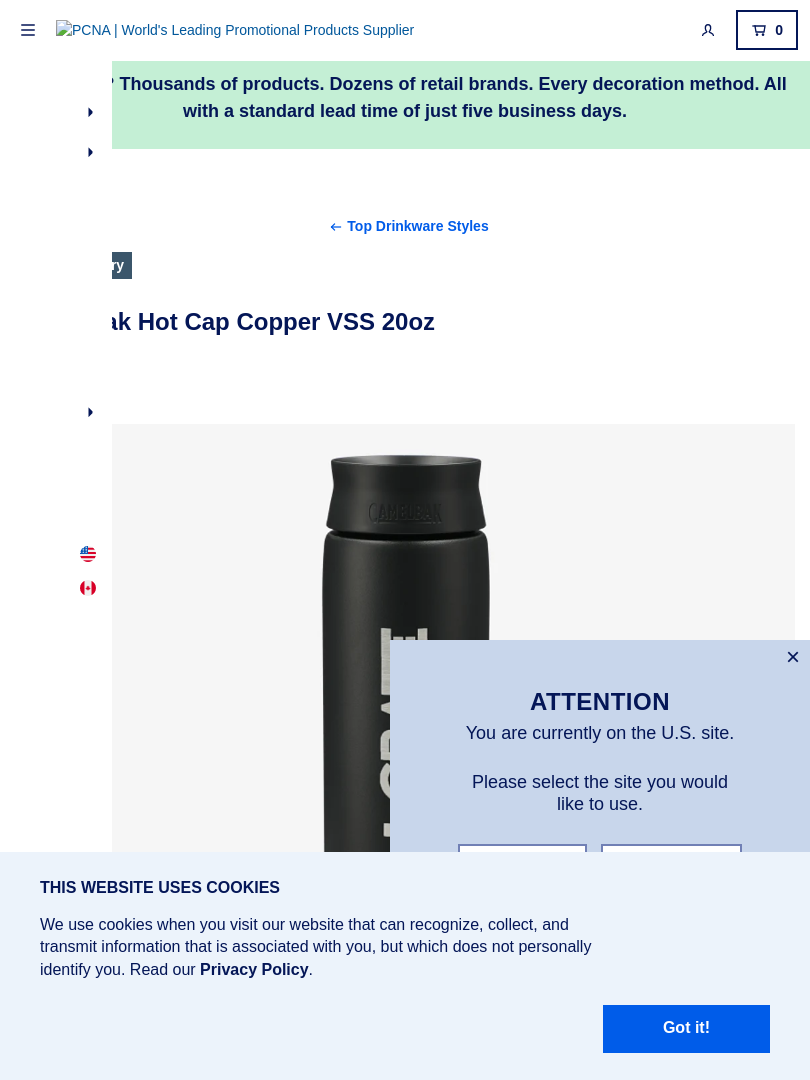 PCNA | World's Leading Promotional Products Supplier
0
? Thousands of products. Dozens of retail brands. Every decoration method. All
with a standard lead time of just five business days.
Top Drinkware Styles
Hot Cap Copper VSS 20oz
CAMELBAK
ATTENTION
You are currently on the U.S. site.
Please select the site you would
like to use.
THIS WEBSITE USES COOKIES
We use cookies when you visit our website that can recognize, collect, and
transmit information that is associated with you, but which does not personally
identify you. Read our Privacy Policy.
Got it!